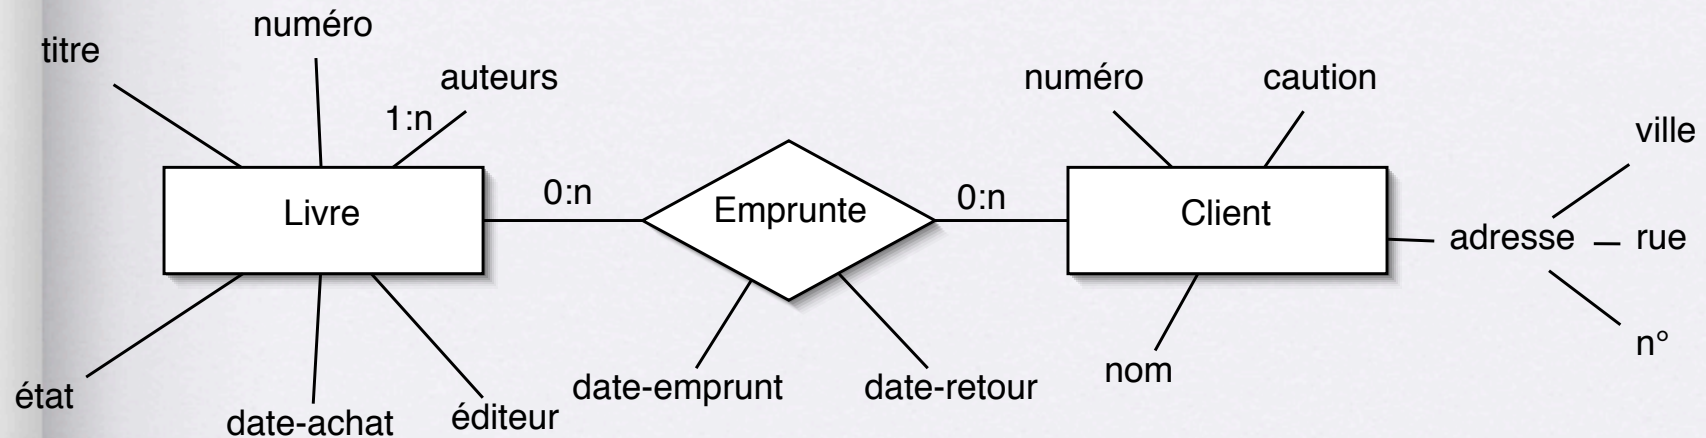 numéro
titre
auteurs
numéro
caution
1:n
ville
0:n
0:n
Livre
Emprunte
Client
adresse
rue
n°
nom
état
date-achat
éditeur
date-emprunt
date-retour